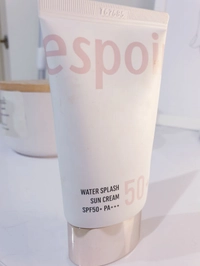 espoi
WATER SPLASH
SUN CREAM
SPF50+ PA+++
50